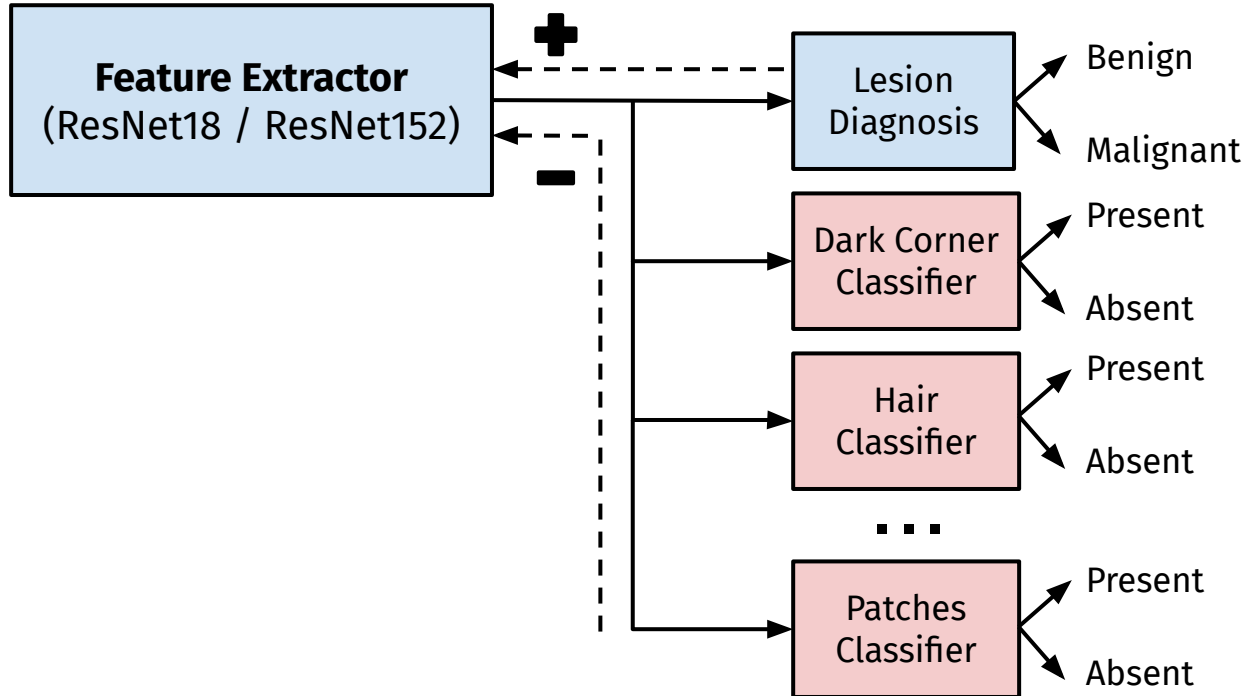 Feature Extractor
(ResNet18 / ResNet152)
Lesion
Diagnosis
Benign
Malignant
Dark Corner
Classifier
Present
Absent
Hair
Classifier
Present
Absent
...
Patches
Classifier
Present
Absent